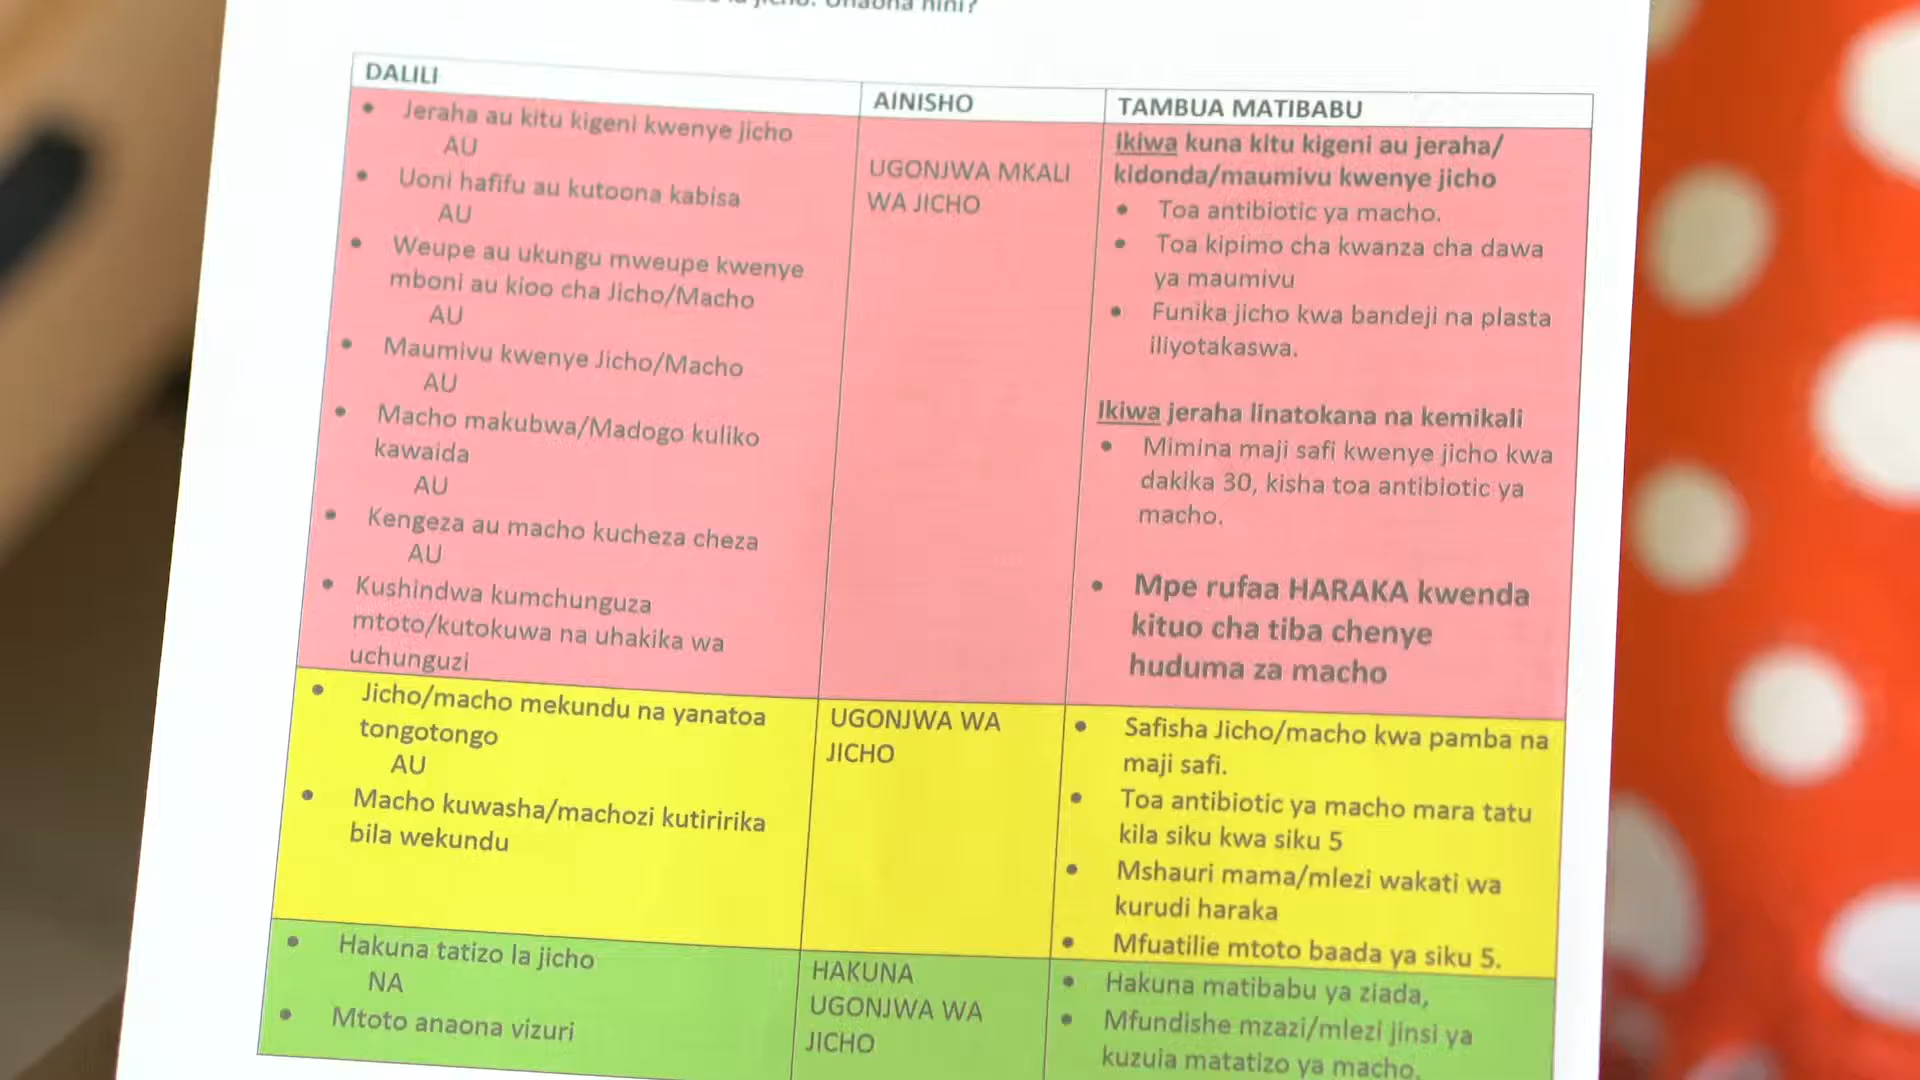 la jicho. Unaona nini?
DALILI
AINISHO
TAMBUA MATIBABU
Jeraha au kitu kigeni kwenye jicho
AU
Uoni hafifu au kutoona kabisa
AU
Weupe au ukungu mweupe kwenye
mboni au kioo cha Jicho/Macho
AU
Maumivu kwenye Jicho/Macho
AU
Macho makubwa/Madogo kuliko
kawaida
AU
Kengeza au macho kucheza cheza
AU
Kushindwa kumchunguza
mtoto/kutokuwa na uhakika wa
uchunguzi
UGONJWA MKALI
WA JICHO
Ikiwa kuna kitu kigeni au jeraha/
kidonda/maumivu kwenye jicho
Toa antibiotic ya macho.
Toa kipimo cha kwanza cha dawa
ya maumivu
Funika jicho kwa bandeji na plasta
iliyotakaswa.
Ikiwa jeraha linatokana na kemikali
Mimina maji safi kwenye jicho kwa
dakika 30, kisha toa antibiotic ya
macho.
Mpe rufaa HARAKA kwenda
kituo cha tiba chenye
huduma za macho
Jicho/macho mekundu na yanatoa
tongotongo
AU
Macho kuwasha/machozi kutiririka
bila wekundu
UGONJWA WA
JICHO
Safisha Jicho/macho kwa pamba na
maji safi.
Toa antibiotic ya macho mara tatu
kila siku kwa siku 5
Mshauri mama/mlezi wakati wa
kurudi haraka
Mfuatilie mtoto baada ya siku 5.
Hakuna tatizo la jicho
NA
Mtoto anaona vizuri
HAKUNA
UGONJWA WA
JICHO
Hakuna matibabu ya ziada,
Mfundishe mzazi/mlezi jinsi ya
kuzuia matatizo ya macho.